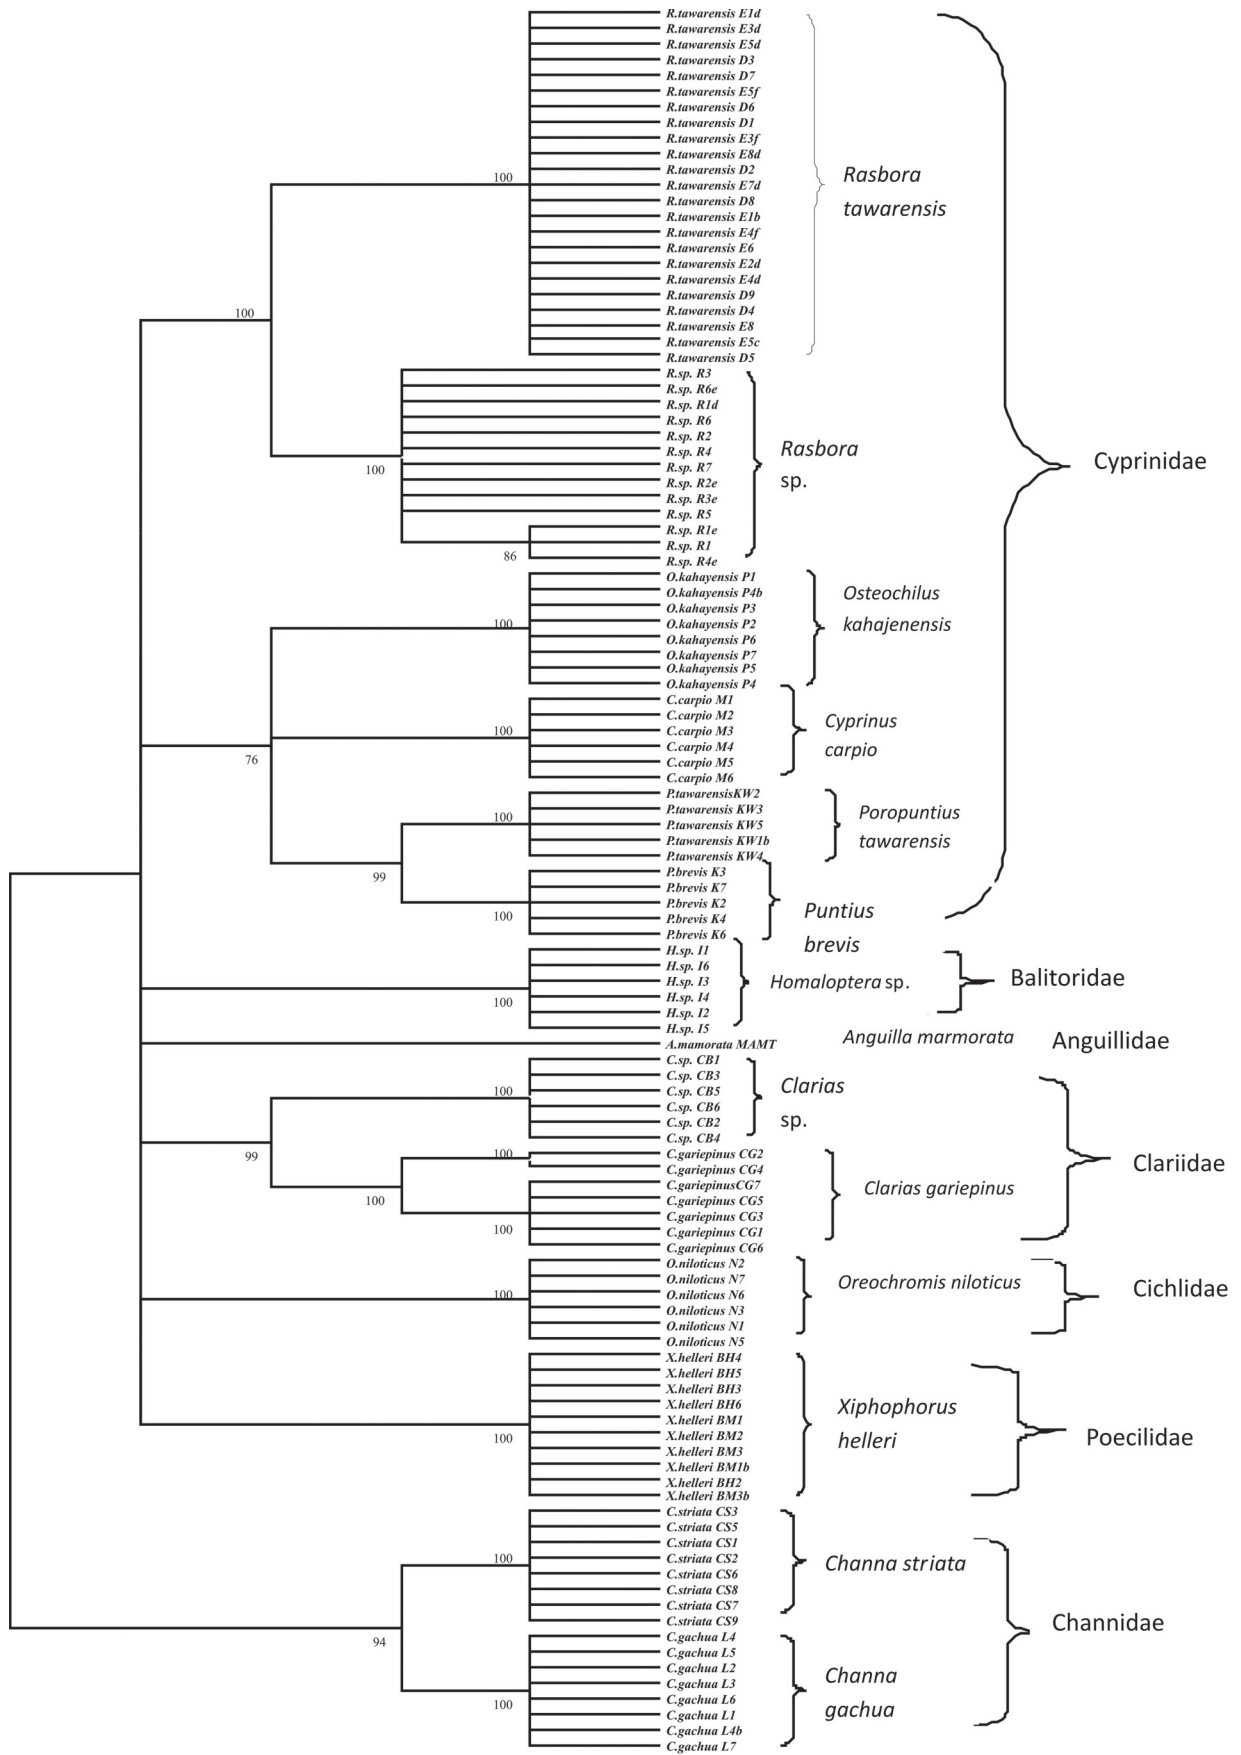 R.tawarensis E1d
R.tawarensis E3d
R.tawarensis E5d
R.tawarensis D3
R.tawarensis D7
R.tawarensis E5f
R.tawarensis D6
R.tawarensis D1
R.tawarensis E3f
R.tawarensis E8d
R.tawarensis D2
R.tawarensis E7d
R.tawarensis D8
R.tawarensis E1b
R.tawarensis E4f
R.tawarensis E6
R.tawarensis E2d
R.tawarensis E4d
R.tawarensis D9
R.tawarensis D4
R.tawarensis E8
R.tawarensis E5c
R.tawarensis D5
100
100
Rasbora
tawarensis
R.sp. R3
R.sp. R6e
R.sp. R1d
R.sp. R6
R.sp. R2
R.sp. R4
R.sp. R7
R.sp. R2e
R.sp. R3e
R.sp. R5
R.sp. R1e
R.sp. R1
R.sp. R4e
100
86
Rasbora
sp.
Cyprinidae
O.kahayensis P1
O.kahayensis P4b
O.kahayensis P3
O.kahayensis P2
O.kahayensis P6
O.kahayensis P7
O.kahayensis P5
O.kahayensis P4
100
Osteochilus
kahajenensis
C.carpio M1
C.carpio M2
C.carpio M3
C.carpio M4
C.carpio M5
C.carpio M6
100
76
Cyprinus
carpio
P.tawarensisKW2
P.tawarensis KW3
P.tawarensis KW5
P.tawarensis KW1b
P.tawarensis KW4
100
99
Poropuntius
tawarensis
P.brevis K3
P.brevis K7
P.brevis K2
P.brevis K4
P.brevis K6
100
Puntius
brevis
H.sp. I1
H.sp. I6
H.sp. I3
H.sp. I4
H.sp. I2
H.sp. I5
100
Homaloptera sp.
Balitoridae
A.mamorata MAMT
Anguilla marmorata
Anguillidae
C.sp. CB1
C.sp. CB3
C.sp. CB5
C.sp. CB6
C.sp. CB2
C.sp. CB4
100
99
Clarias
sp.
C.gariepinus CG2
C.gariepinus CG4
C.gariepinusCG7
C.gariepinus CG5
C.gariepinus CG3
C.gariepinus CG1
C.gariepinus CG6
100
100
100
Clarias gariepinus
Clariidae
O.niloticus N2
O.niloticus N7
O.niloticus N6
O.niloticus N3
O.niloticus N1
O.niloticus N5
100
Oreochromis niloticus
Cichlidae
X.helleri BH4
X.helleri BH5
X.helleri BH3
X.helleri BH6
X.helleri BM1
X.helleri BM2
X.helleri BM3
X.helleri BM1b
X.helleri BH2
X.helleri BM3b
100
Xiphophorus
helleri
Poecilidae
C.striata CS3
C.striata CS5
C.striata CS1
C.striata CS2
C.striata CS6
C.striata CS8
C.striata CS7
C.striata CS9
100
94
Channa striata
Channidae
C.gachua L4
C.gachua L5
C.gachua L2
C.gachua L3
C.gachua L6
C.gachua L1
C.gachua L4b
C.gachua L7
100
Channa
gachua